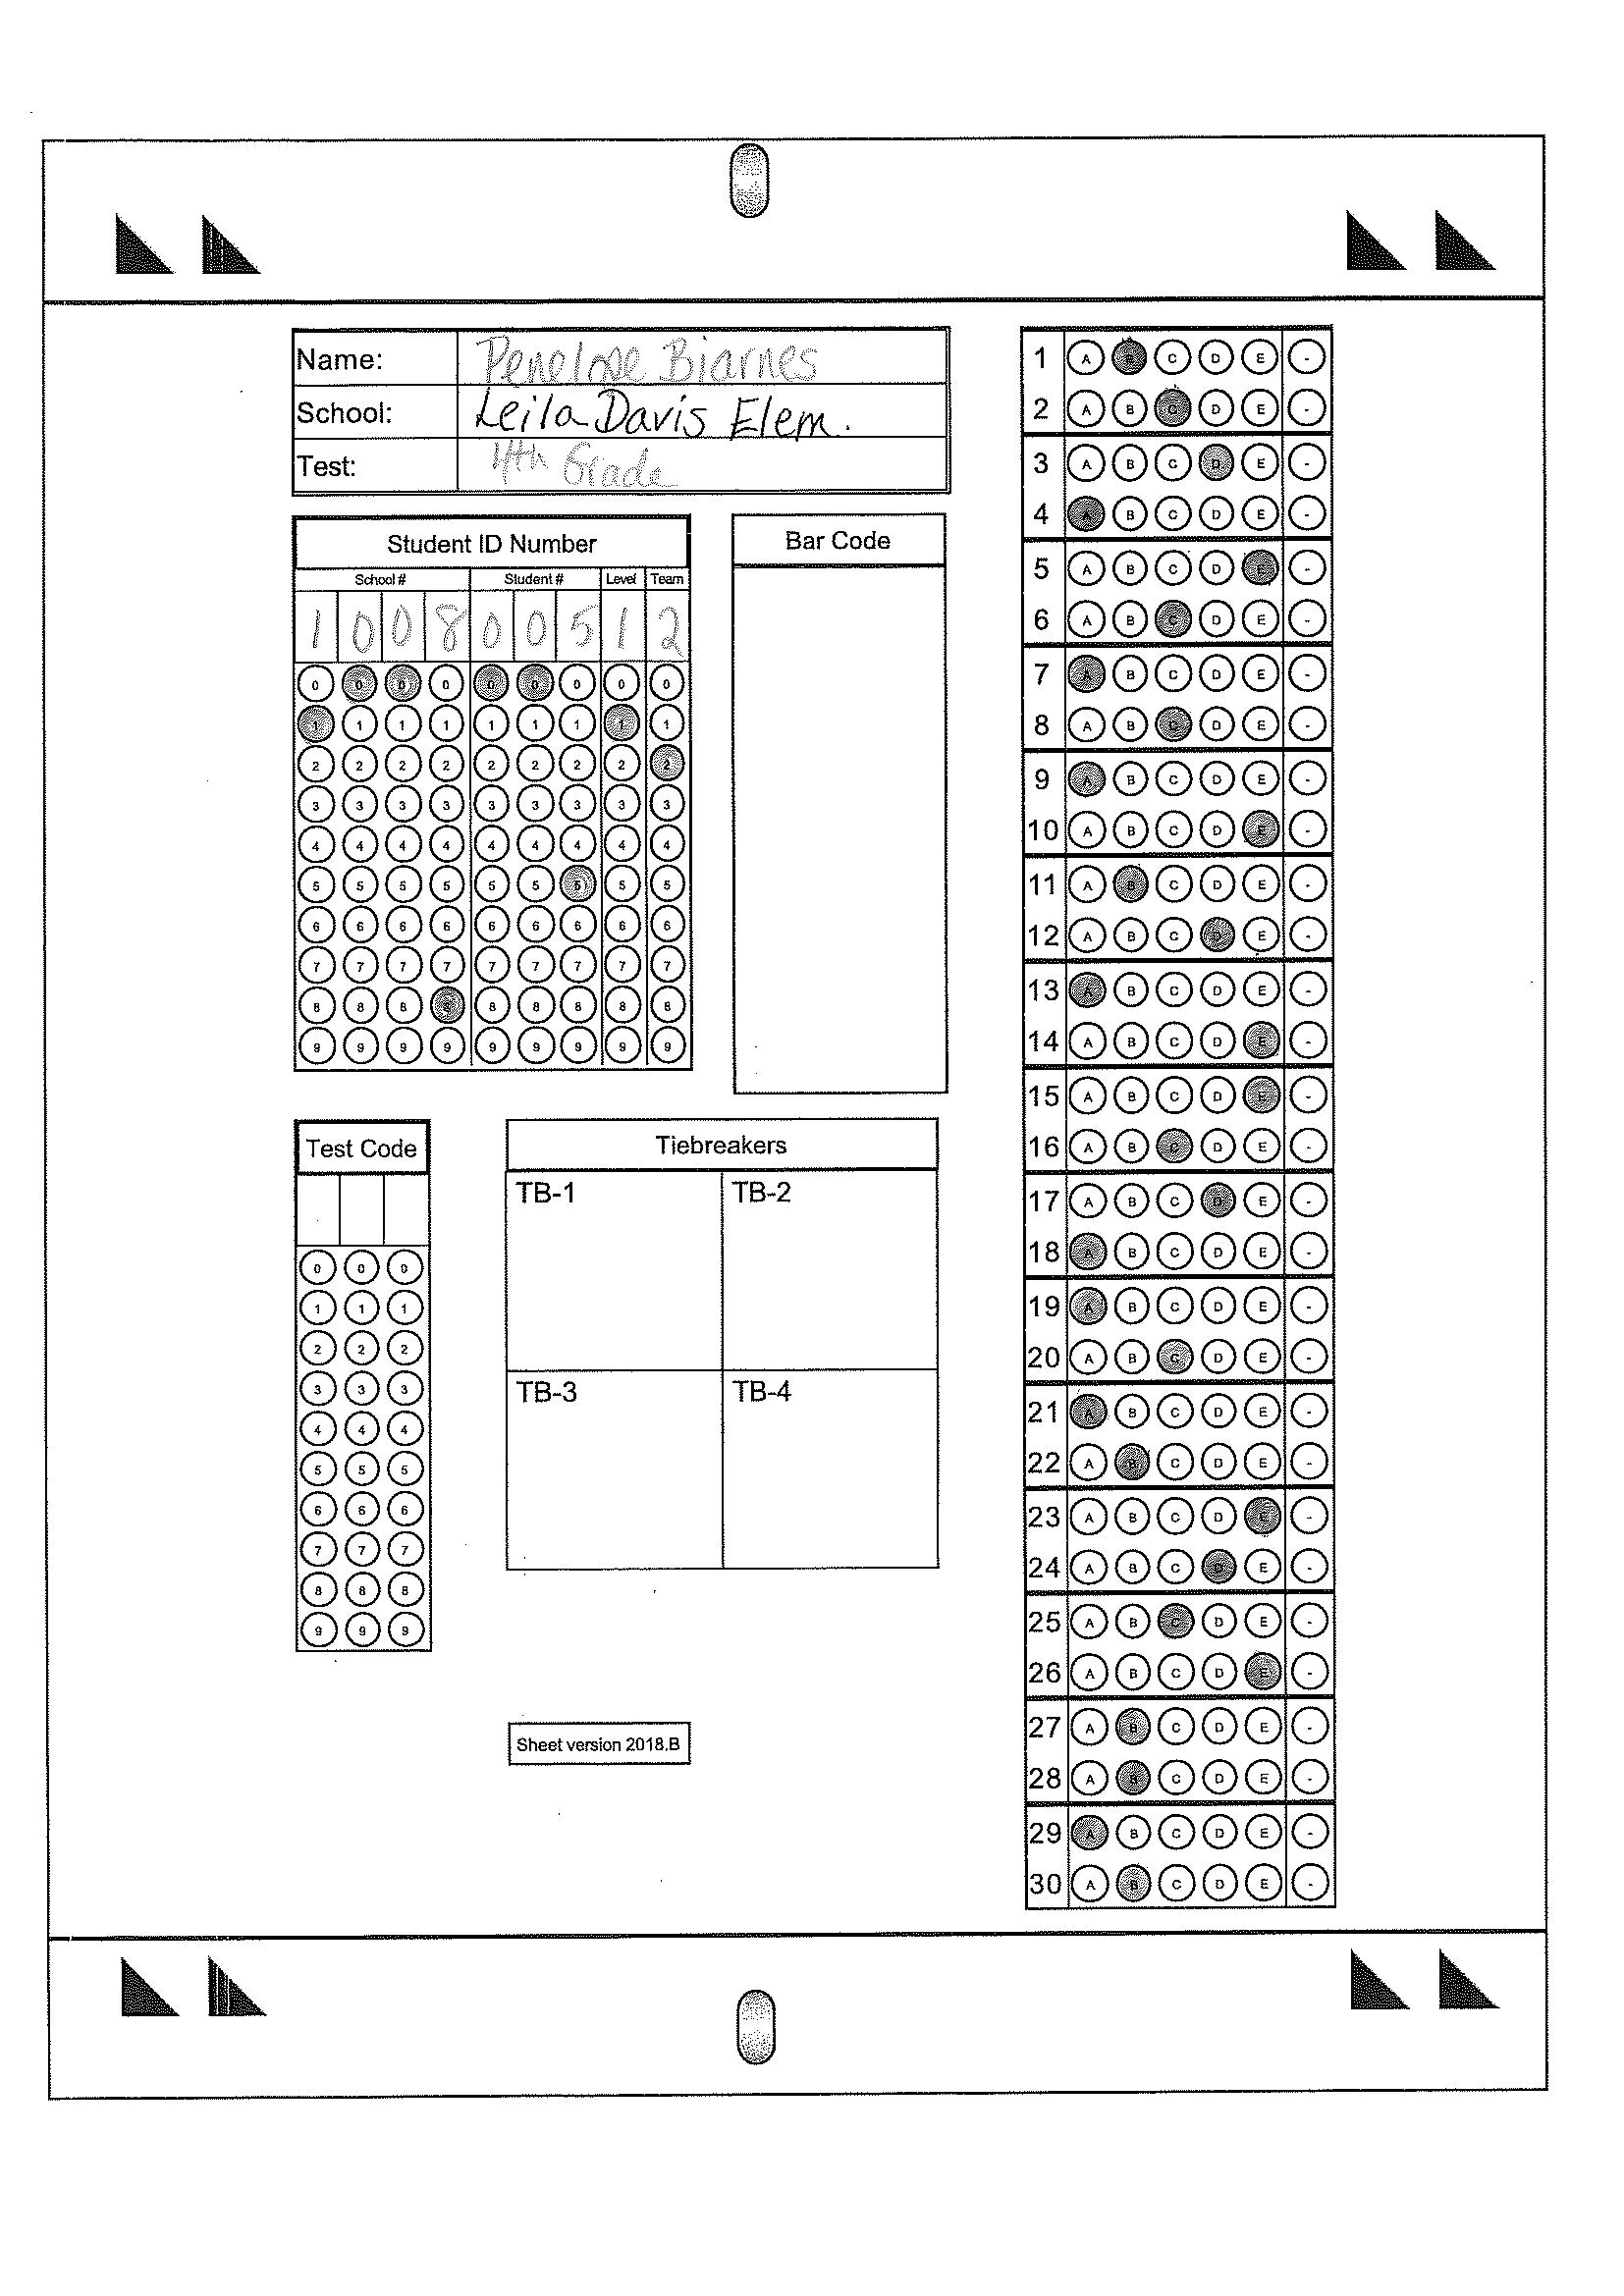 Name: Penelope Biarnes
School: Leila Davis Elem.
Test: 4th Grade
Student ID Number
School # Student # Level Team
1 0 0 8 0 0 5 1 2
0 0 0 0 0 0 0 0 0
1 1 1 1 1 1 1 1 1
2 2 2 2 2 2 2 2 2
3 3 3 3 3 3 3 3 3
4 4 4 4 4 4 4 4 4
5 5 5 5 5 5 5 5 5
6 6 6 6 6 6 6 6 6
7 7 7 7 7 7 7 7 7
8 8 8 8 8 8 8 8 8
9 9 9 9 9 9 9 9 9
Bar Code
Test Code
0 0 0
1 1 1
2 2 2
3 3 3
4 4 4
5 5 5
6 6 6
7 7 7
8 8 8
9 9 9
Tiebreakers
TB-1 TB-2
TB-3 TB-4
Sheet version 2018.B
1 A B C D E -
2 A B C D E -
3 A B C D E -
4 A B C D E -
5 A B C D E -
6 A B C D E -
7 A B C D E -
8 A B C D E -
9 A B C D E -
10 A B C D E -
11 A B C D E -
12 A B C D E -
13 A B C D E -
14 A B C D E -
15 A B C D E -
16 A B C D E -
17 A B C D E -
18 A B C D E -
19 A B C D E -
20 A B C D E -
21 A B C D E -
22 A B C D E -
23 A B C D E -
24 A B C D E -
25 A B C D E -
26 A B C D E -
27 A B C D E -
28 A B C D E -
29 A B C D E -
30 A B C D E -